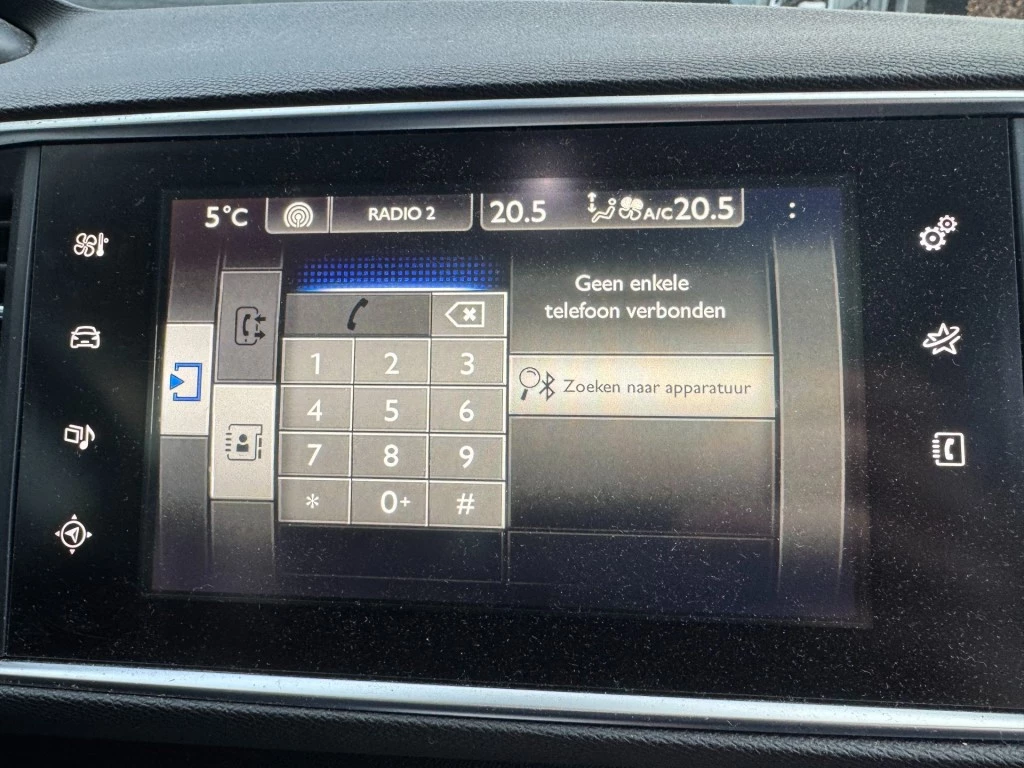 5°C
RADIO 2
20.5
A/C 20.5
Geen enkele
telefoon verbonden
Zoeken naar apparatuur
1 2 3
4 5 6
7 8 9
* 0+ #